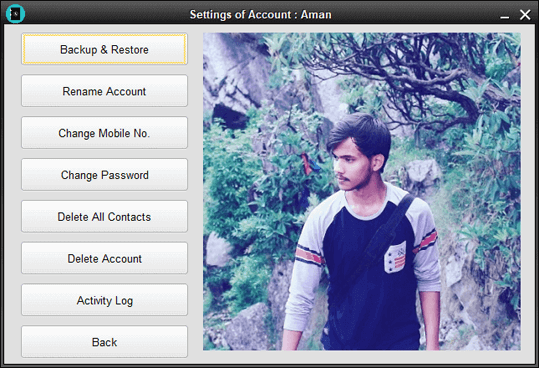 Settings of Account : Aman
Backup & Restore
Rename Account
Change Mobile No.
Change Password
Delete All Contacts
Delete Account
Activity Log
Back